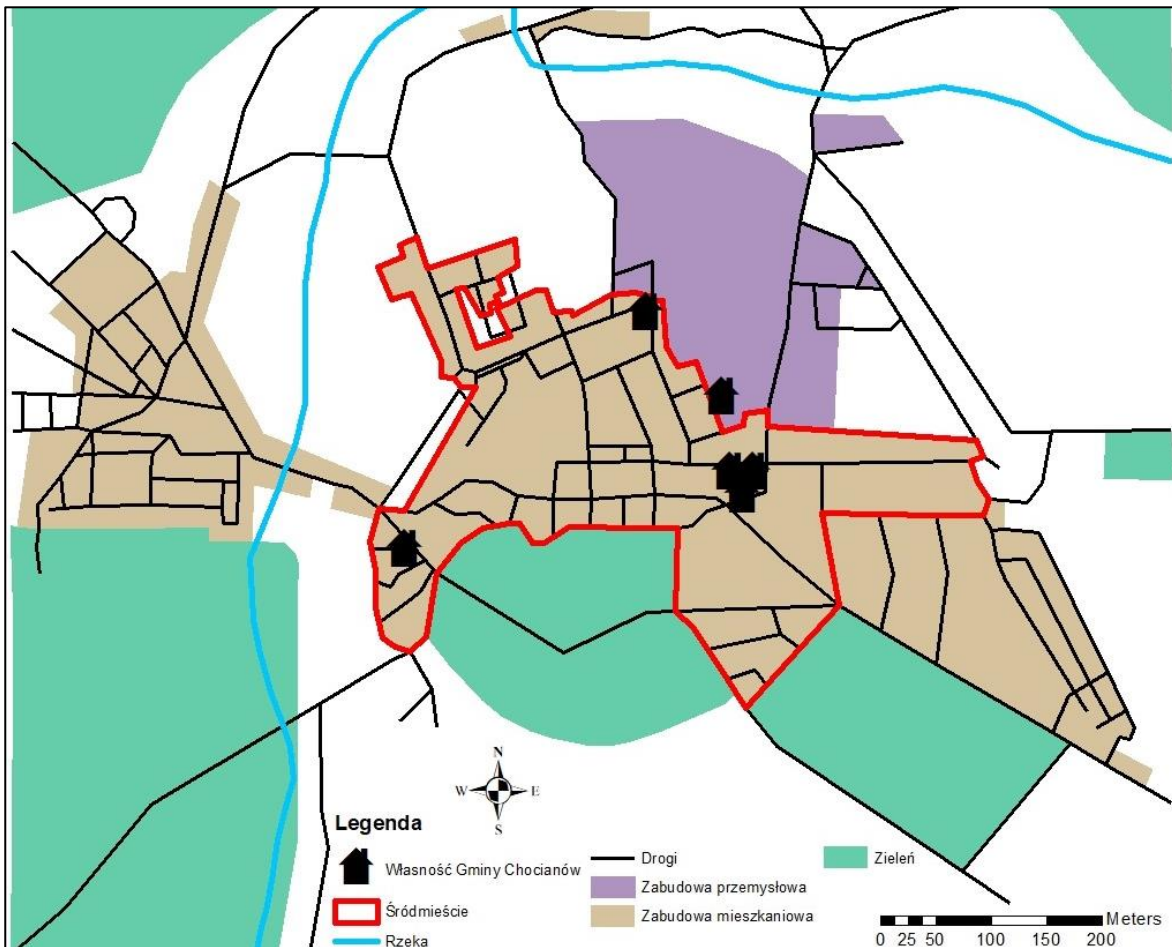 N
W E
S
Legenda
Własność Gminy Chocianów
Śródmieście
Rzeka
Drogi
Zabudowa przemysłowa
Zabudowa mieszkaniowa
Zieleń
Meters
0 25 50 100 150 200